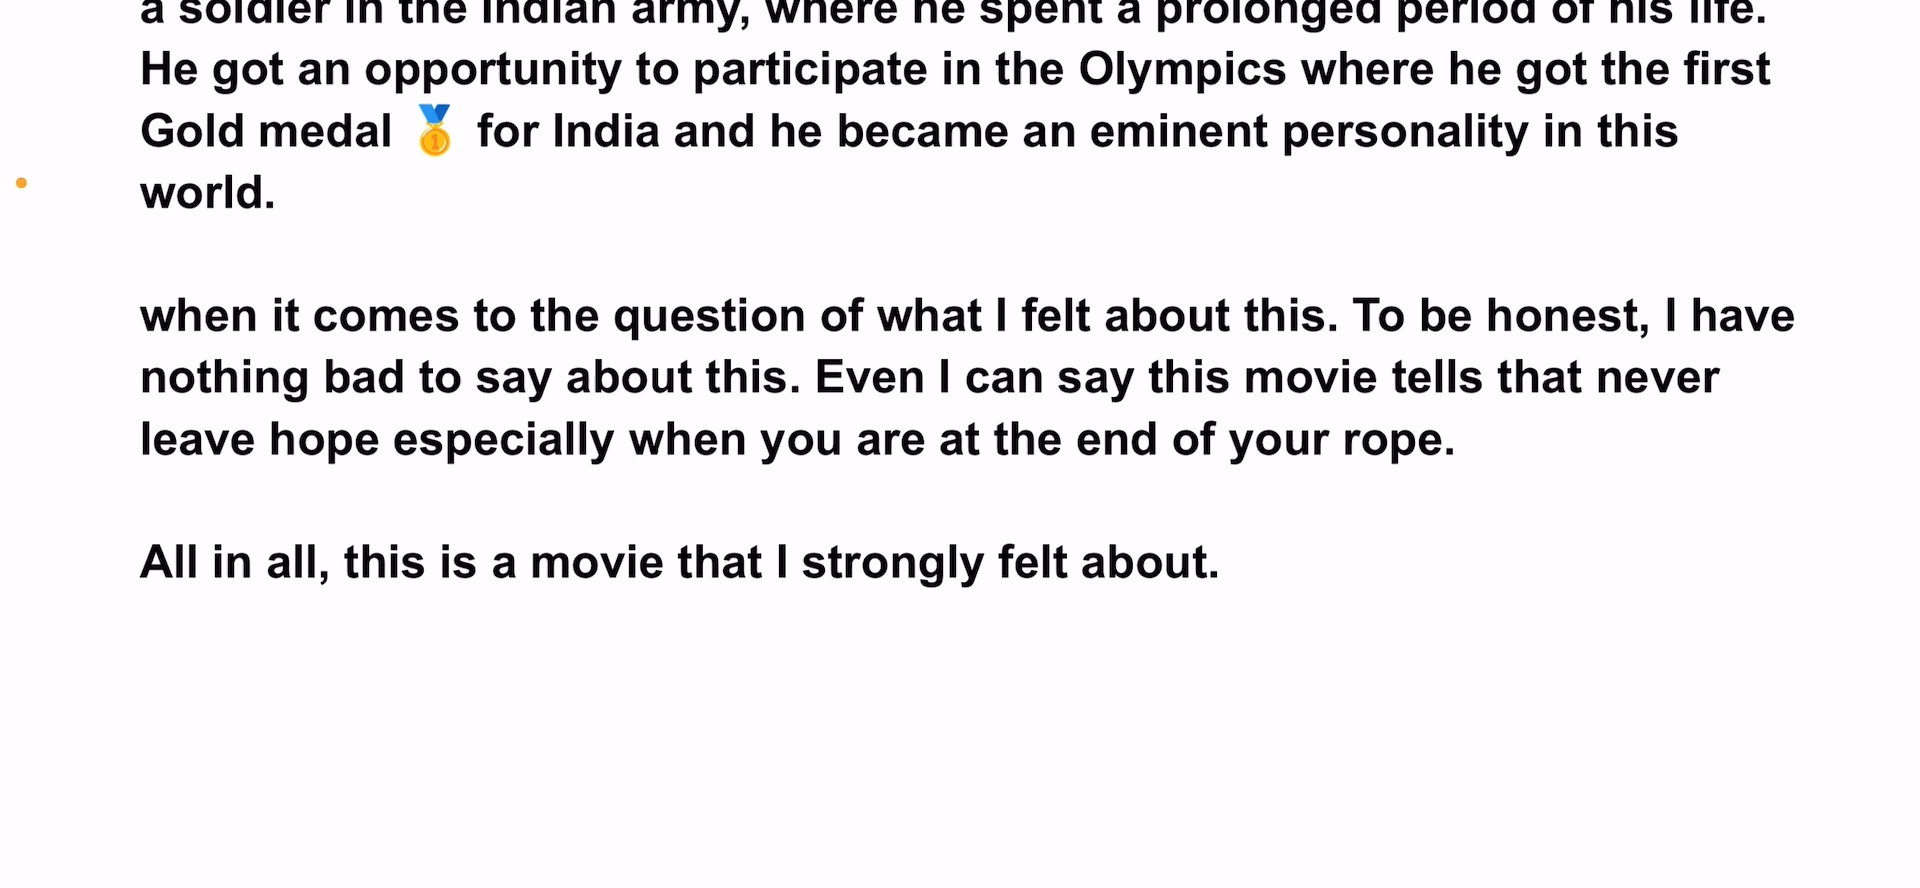 a soldier in the Indian army, where he spent a prolonged period of his life.
He got an opportunity to participate in the Olympics where he got the first
Gold medal 🥇 for India and he became an eminent personality in this
world.
when it comes to the question of what I felt about this. To be honest, I have
nothing bad to say about this. Even I can say this movie tells that never
leave hope especially when you are at the end of your rope.
All in all, this is a movie that I strongly felt about.